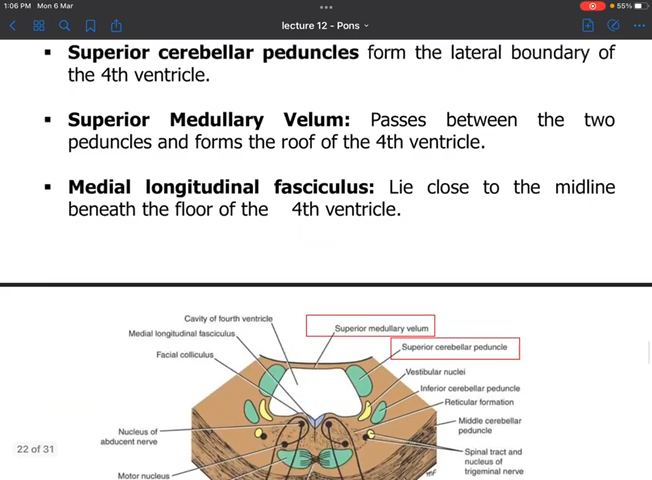 1:06 PM Mon 6 Mar
55%
lecture 12 - Pons
▪ Superior cerebellar peduncles form the lateral boundary of
the 4th ventricle.
▪ Superior Medullary Velum: Passes between the two
peduncles and forms the roof of the 4th ventricle.
▪ Medial longitudinal fasciculus: Lie close to the midline
beneath the floor of the 4th ventricle.
Cavity of fourth ventricle
Medial longitudinal fasciculus
Facial colliculus
Superior medullary velum
Superior cerebellar peduncle
Vestibular nuclei
Inferior cerebellar peduncle
Reticular formation
Middle cerebellar
peduncle
Nucleus of
abducent nerve
Spinal tract and
nucleus of
trigeminal nerve
Motor nucleus
22 of 31